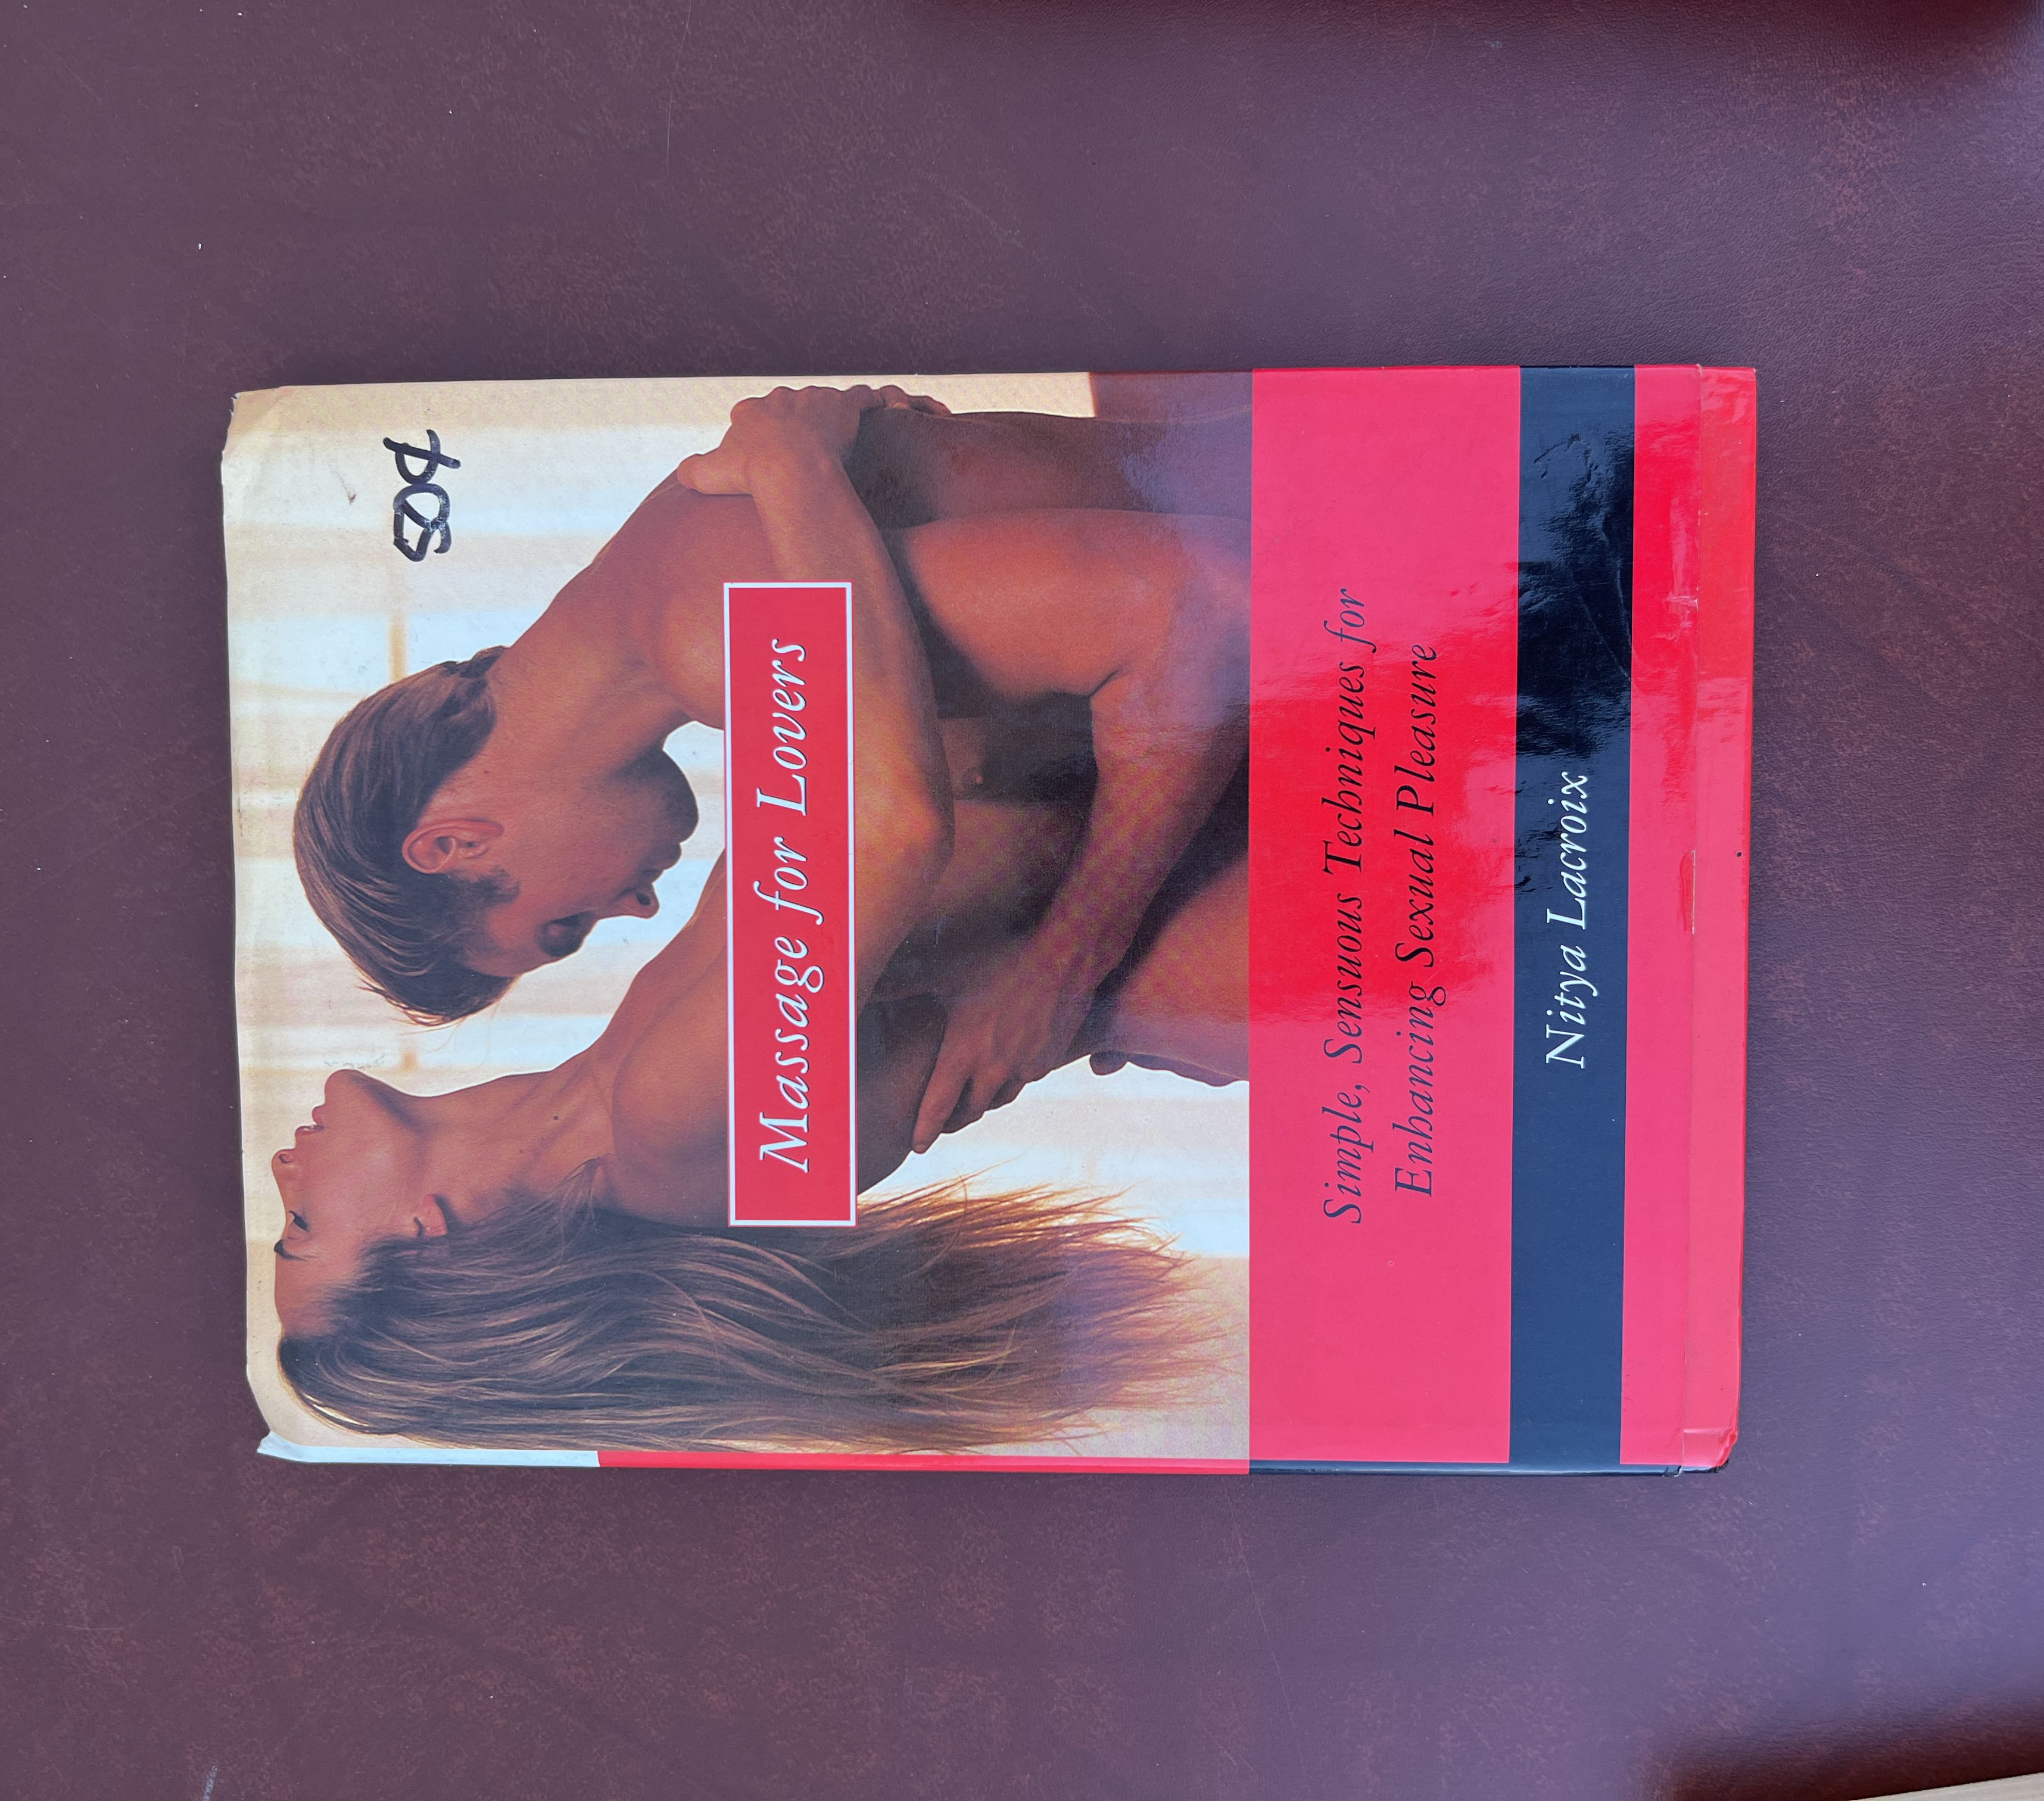 Massage for Lovers
Simple, Sensuous Techniques for
Enhancing Sexual Pleasure
Nitya Lacroix